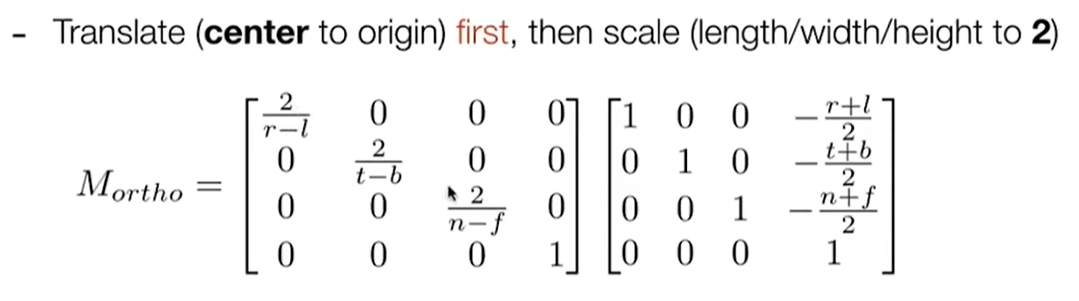 - Translate (center to origin) first, then scale (length/width/height to 2)
$M_{ortho} = \begin{bmatrix} \frac{2}{r-l} & 0 & 0 & 0 \\ 0 & \frac{2}{t-b} & 0 & 0 \\ 0 & 0 & \frac{2}{n-f} & 0 \\ 0 & 0 & 0 & 1 \end{bmatrix} \begin{bmatrix} 1 & 0 & 0 & -\frac{r+l}{2} \\ 0 & 1 & 0 & -\frac{t+b}{2} \\ 0 & 0 & 1 & -\frac{n+f}{2} \\ 0 & 0 & 0 & 1 \end{bmatrix}$